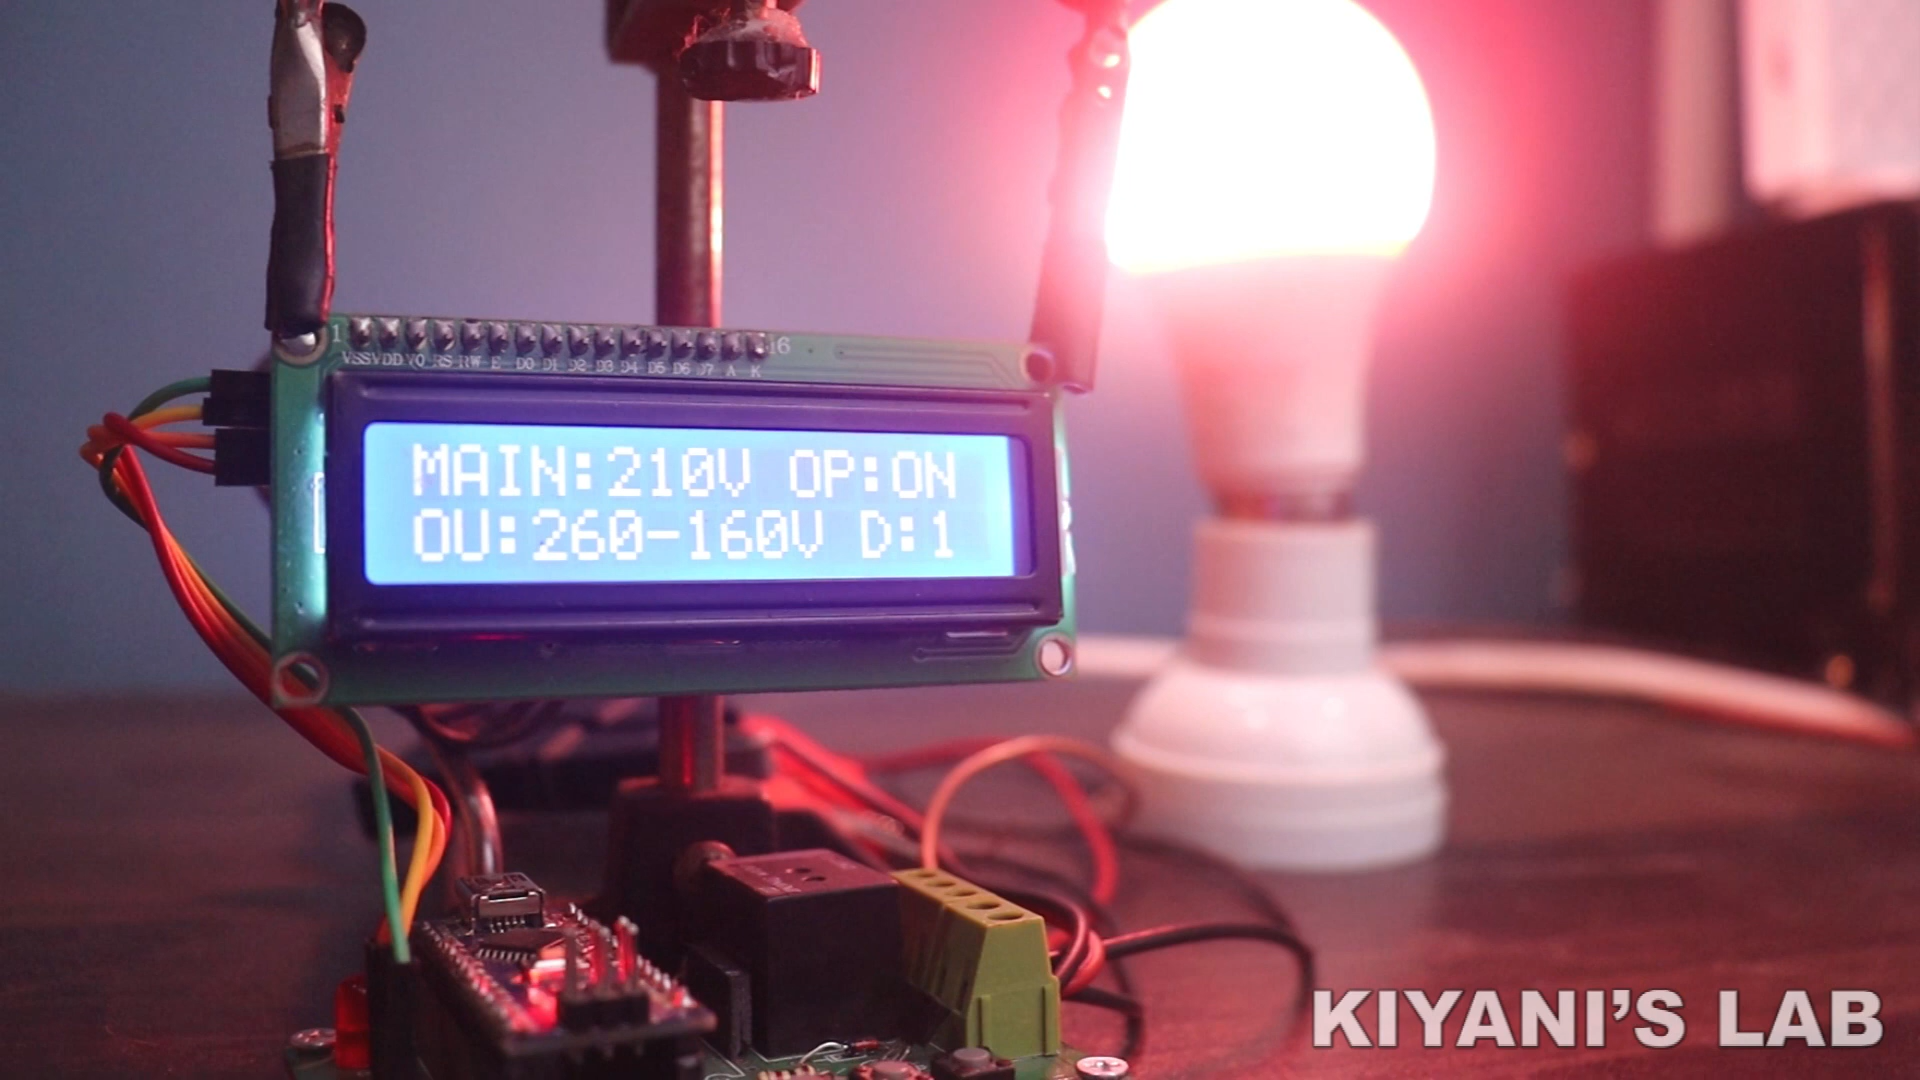 1
16
VSS VDD VO RS RW E D0 D1 D2 D3 D4 D5 D6 D7 A K
MAIN:210V OP:ON
OU:260-160V D:1
KIYANI'S LAB